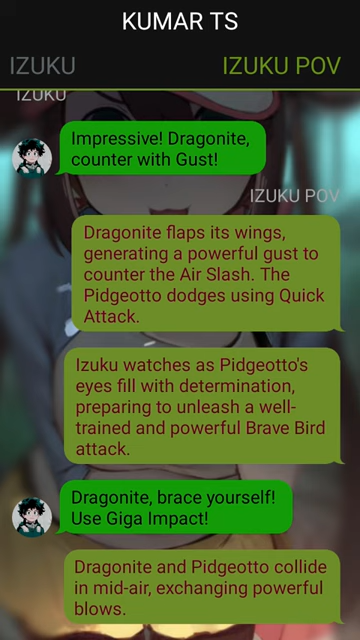 KUMAR TS
IZUKU
IZUKU POV
IZUKU
Impressive! Dragonite,
counter with Gust!
IZUKU POV
Dragonite flaps its wings,
generating a powerful gust to
counter the Air Slash. The
Pidgeotto dodges using Quick
Attack.
Izuku watches as Pidgeotto's
eyes fill with determination,
preparing to unleash a well-
trained and powerful Brave Bird
attack.
Dragonite, brace yourself!
Use Giga Impact!
Dragonite and Pidgeotto collide
in mid-air, exchanging powerful
blows.